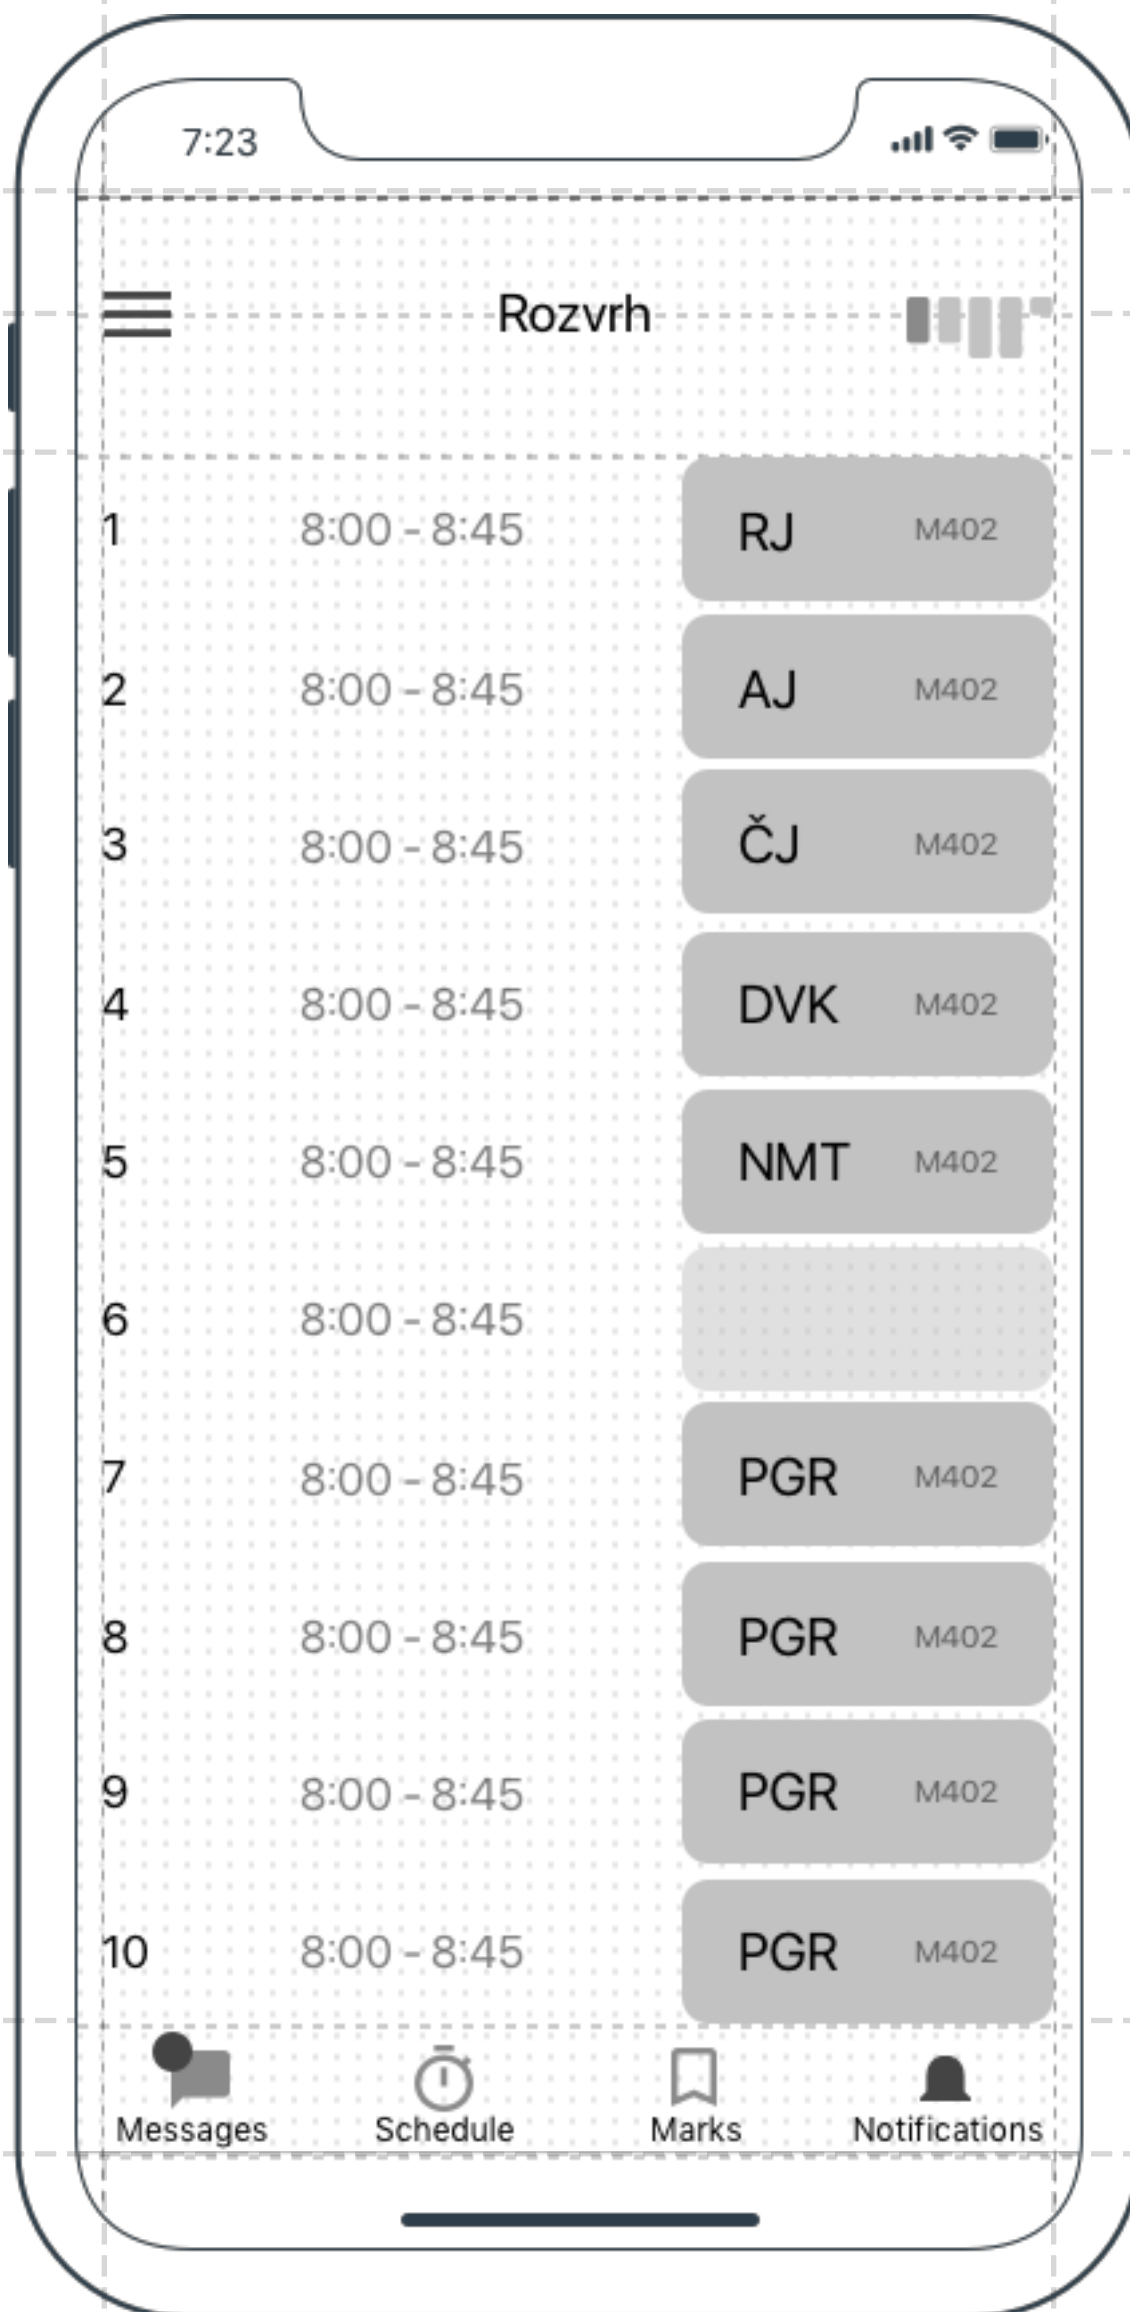 7:23
Rozvrh
1 8:00 - 8:45 RJ M402
2 8:00 - 8:45 AJ M402
3 8:00 - 8:45 ČJ M402
4 8:00 - 8:45 DVK M402
5 8:00 - 8:45 NMT M402
6 8:00 - 8:45
7 8:00 - 8:45 PGR M402
8 8:00 - 8:45 PGR M402
9 8:00 - 8:45 PGR M402
10 8:00 - 8:45 PGR M402
Messages Schedule Marks Notifications